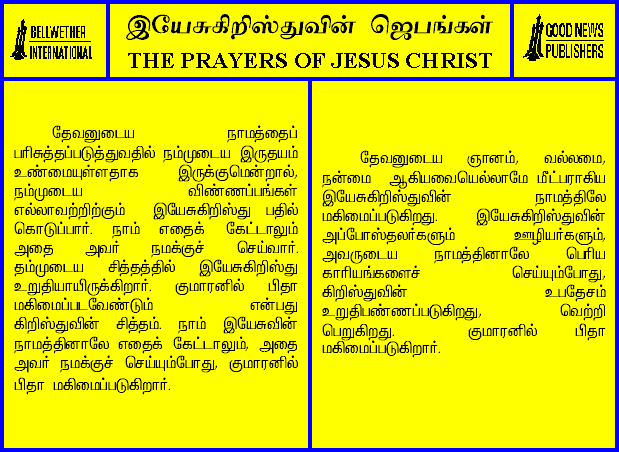 BELLWETHER
INTERNATIONAL
இயேசுகிறிஸ்துவின் ஜெபங்கள்
THE PRAYERS OF JESUS CHRIST
GOOD NEWS
PUBLISHERS
தேவனுடைய நாமத்தைப்
பரிசுத்தப்படுத்துவதில் நம்முடைய இருதயம்
உண்மையுள்ளதாக இருக்குமென்றால்,
நம்முடைய விண்ணப்பங்கள்
எல்லாவற்றிற்கும் இயேசுகிறிஸ்து பதில்
கொடுப்பார். நாம் எதைக் கேட்டாலும்
அதை அவர் நமக்குச் செய்வார்.
தம்முடைய சித்தத்தில் இயேசுகிறிஸ்து
உறுதியாயிருக்கிறார். குமாரனில் பிதா
மகிமைப்படவேண்டும் என்பது
கிறிஸ்துவின் சித்தம். நாம் இயேசுவின்
நாமத்தினாலே எதைக் கேட்டாலும், அதை
அவர் நமக்குச் செய்யும்போது, குமாரனில்
பிதா மகிமைப்படுகிறார்.
தேவனுடைய ஞானம், வல்லமை,
நன்மை ஆகியவையெல்லாமே மீட்பராகிய
இயேசுகிறிஸ்துவின் நாமத்திலே
மகிமைப்படுகிறது. இயேசுகிறிஸ்துவின்
அப்போஸ்தலர்களும் ஊழியர்களும்,
அவருடைய நாமத்தினாலே பெரிய
காரியங்களைச் செய்யும்போது,
கிறிஸ்துவின் உபதேசம்
உறுதிபண்ணப்படுகிறது, வெற்றி
பெறுகிறது. குமாரனில் பிதா
மகிமைப்படுகிறார்.